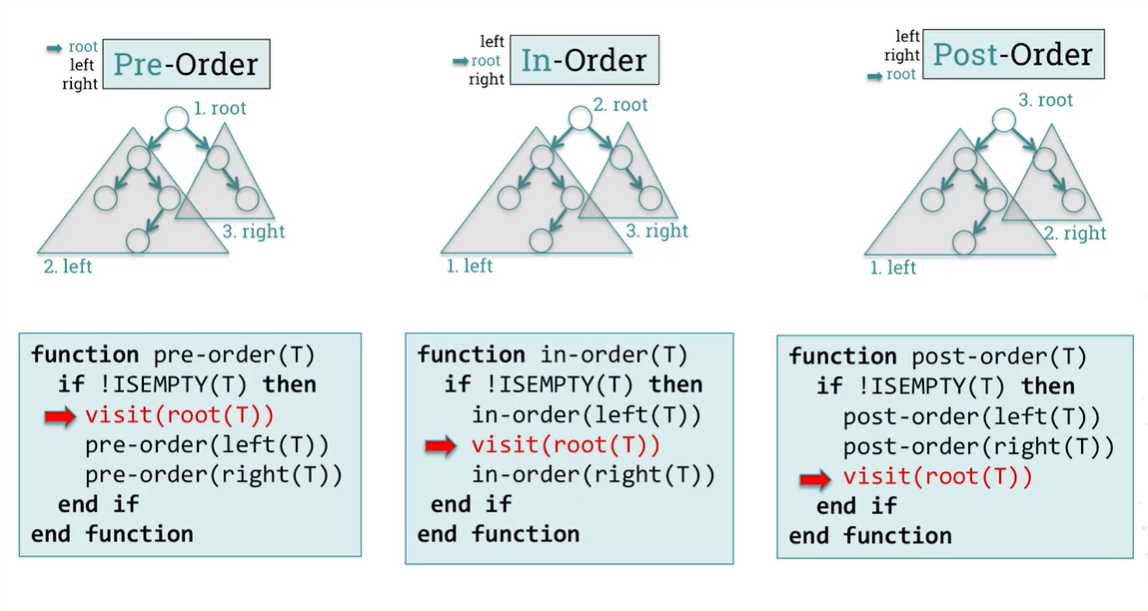 root
left
right
Pre-Order
1. root
2. left
3. right
left
root
right
In-Order
2. root
1. left
3. right
left
right
root
Post-Order
3. root
1. left
2. right
function pre-order(T)
if !ISEMPTY(T) then
visit(root(T))
pre-order(left(T))
pre-order(right(T))
end if
end function
function in-order(T)
if !ISEMPTY(T) then
in-order(left(T))
visit(root(T))
in-order(right(T))
end if
end function
function post-order(T)
if !ISEMPTY(T) then
post-order(left(T))
post-order(right(T))
visit(root(T))
end if
end function